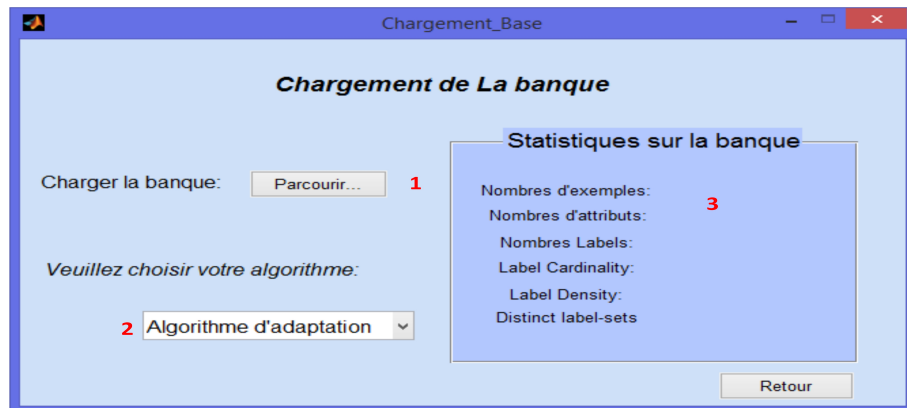 Chargement_Base
Chargement de La banque
Charger la banque: Parcourir... 1
Veuillez choisir votre algorithme:
2 Algorithme d'adaptation
Statistiques sur la banque
Nombres d'exemples:
3
Nombres d'attributs:
Nombres Labels:
Label Cardinality:
Label Density:
Distinct label-sets
Retour